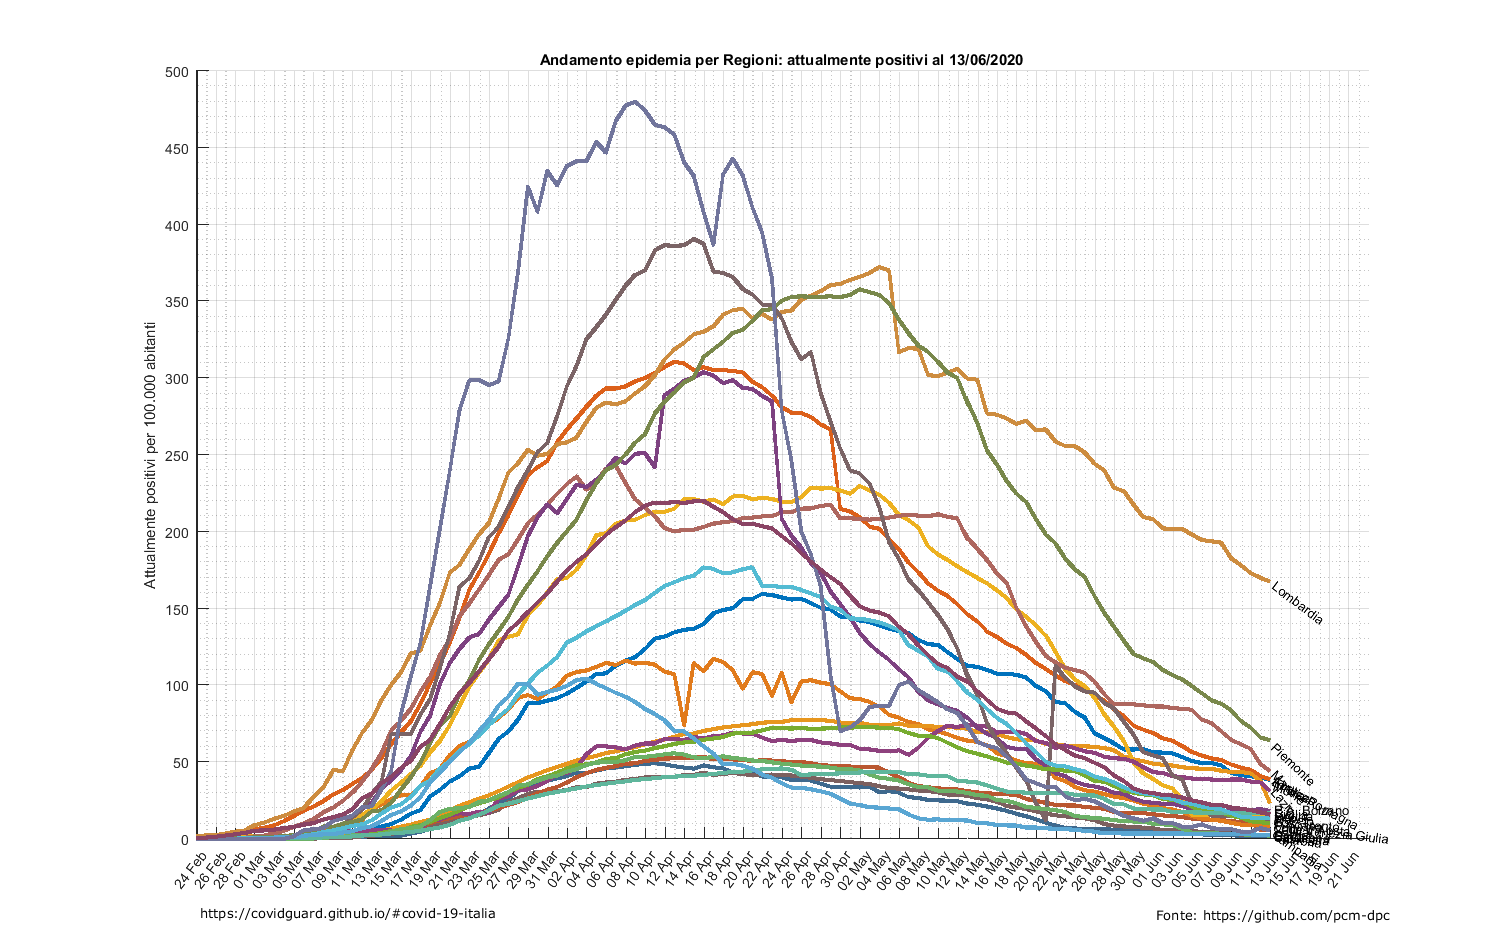 Andamento epidemia per Regioni: attualmente positivi al 13/06/2020
Attualmente positivi per 100.000 abitanti
500
450
400
350
300
250
200
150
100
50
0
24 Feb
26 Feb
28 Feb
01 Mar
03 Mar
05 Mar
07 Mar
09 Mar
11 Mar
13 Mar
15 Mar
17 Mar
19 Mar
21 Mar
23 Mar
25 Mar
27 Mar
29 Mar
31 Mar
02 Apr
04 Apr
06 Apr
08 Apr
10 Apr
12 Apr
14 Apr
16 Apr
18 Apr
20 Apr
22 Apr
24 Apr
26 Apr
28 Apr
30 Apr
02 May
04 May
06 May
08 May
10 May
12 May
14 May
16 May
18 May
20 May
22 May
24 May
26 May
28 May
30 May
01 Jun
03 Jun
05 Jun
07 Jun
09 Jun
11 Jun
13 Jun
15 Jun
17 Jun
19 Jun
21 Jun
Lombardia
Piemonte
https://covidguard.github.io/#covid-19-italia
Fonte: https://github.com/pcm-dpc